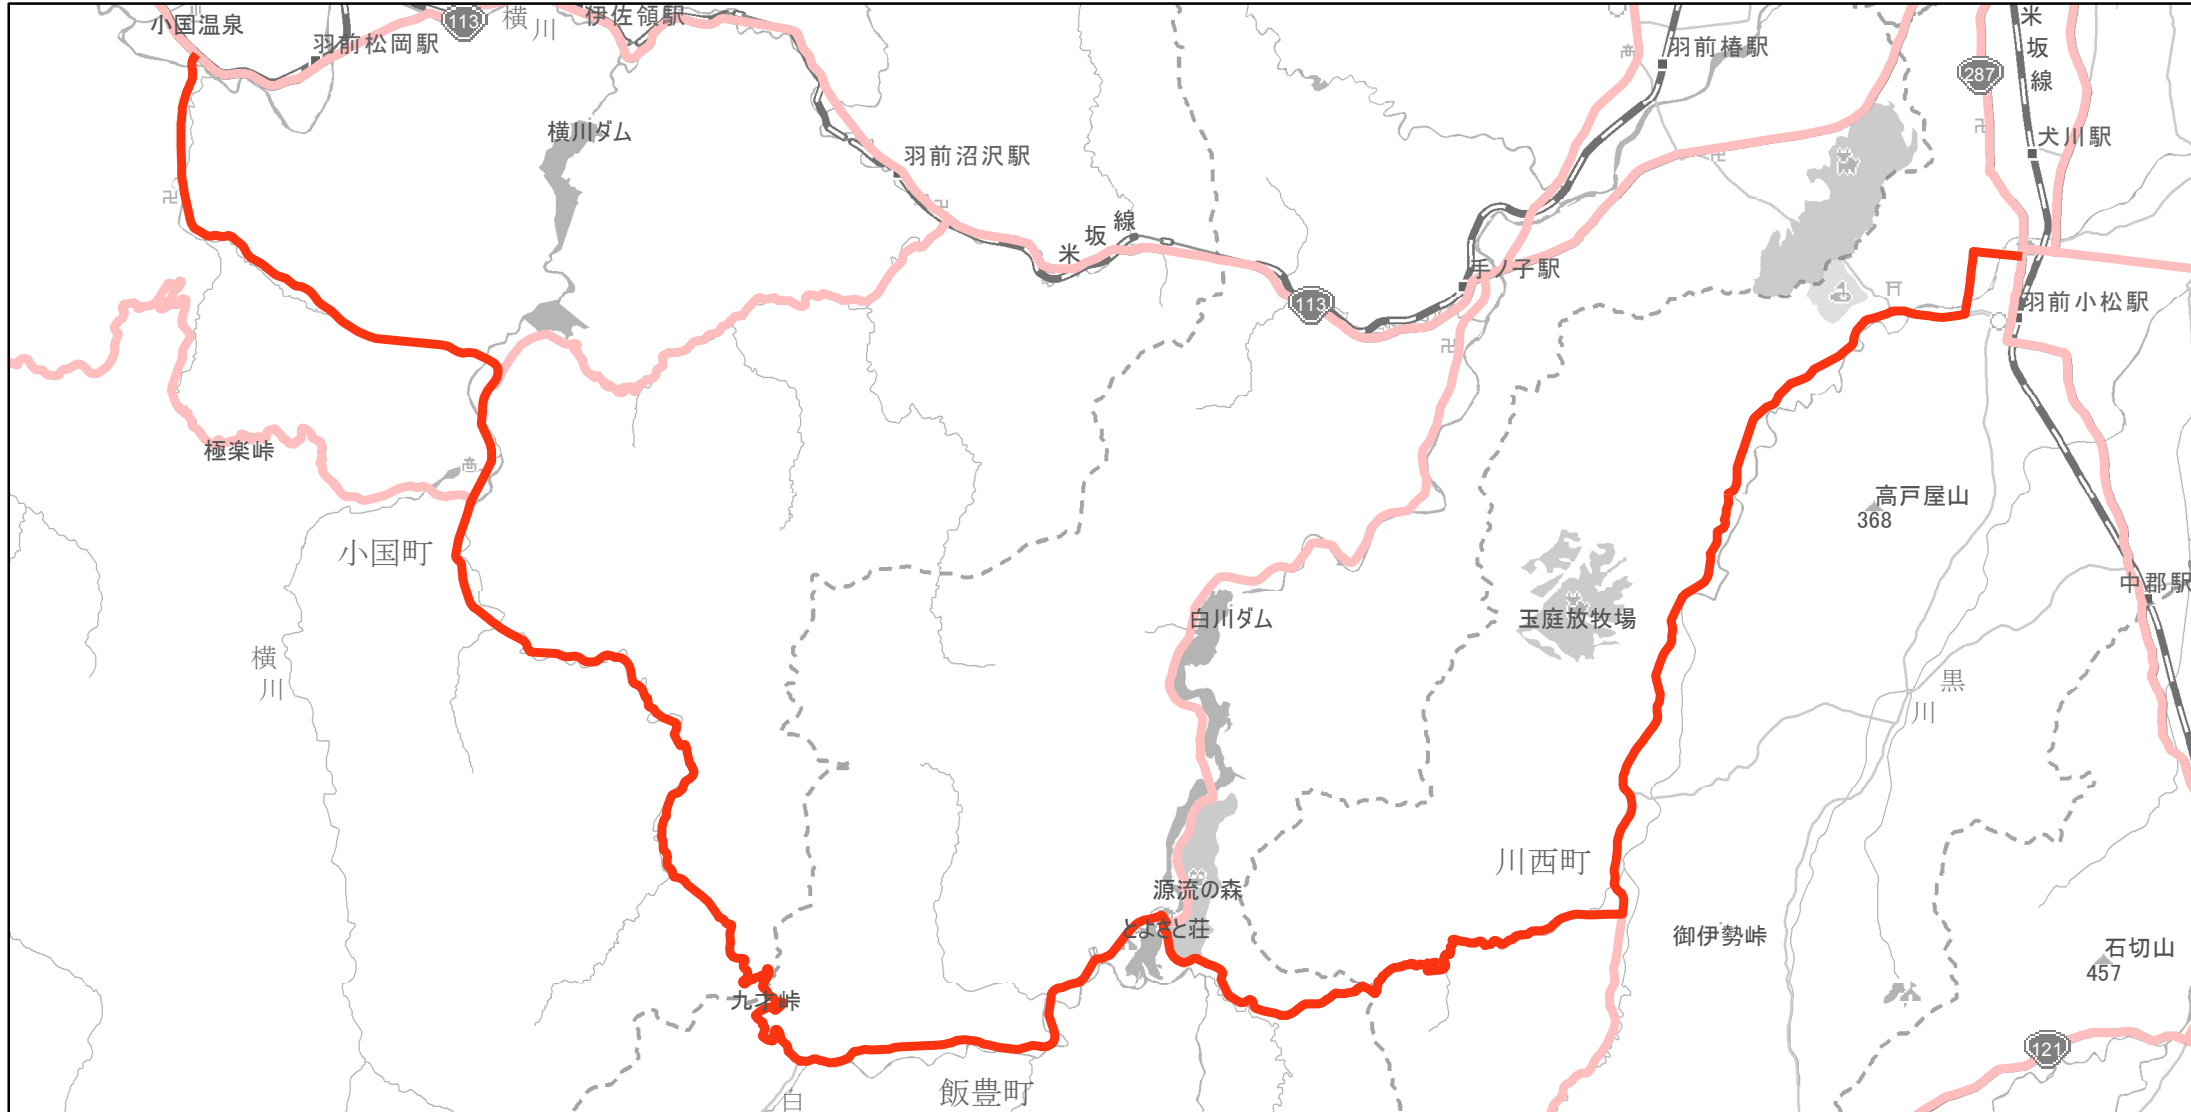 小国温泉
羽前松岡駅
113
横川
伊佐領駅
横川ダム
羽前沼沢駅
米坂線
113
手ノ子駅
羽前椿駅
287
米坂線
犬川駅
羽前小松駅
極楽峠
小国町
横川
白川ダム
玉庭放牧場
高戸屋山
368
中郡駅
黒川
川西町
源流の森
とよさと荘
御伊勢峠
石切山
457
九才峠
飯豊町
白
121